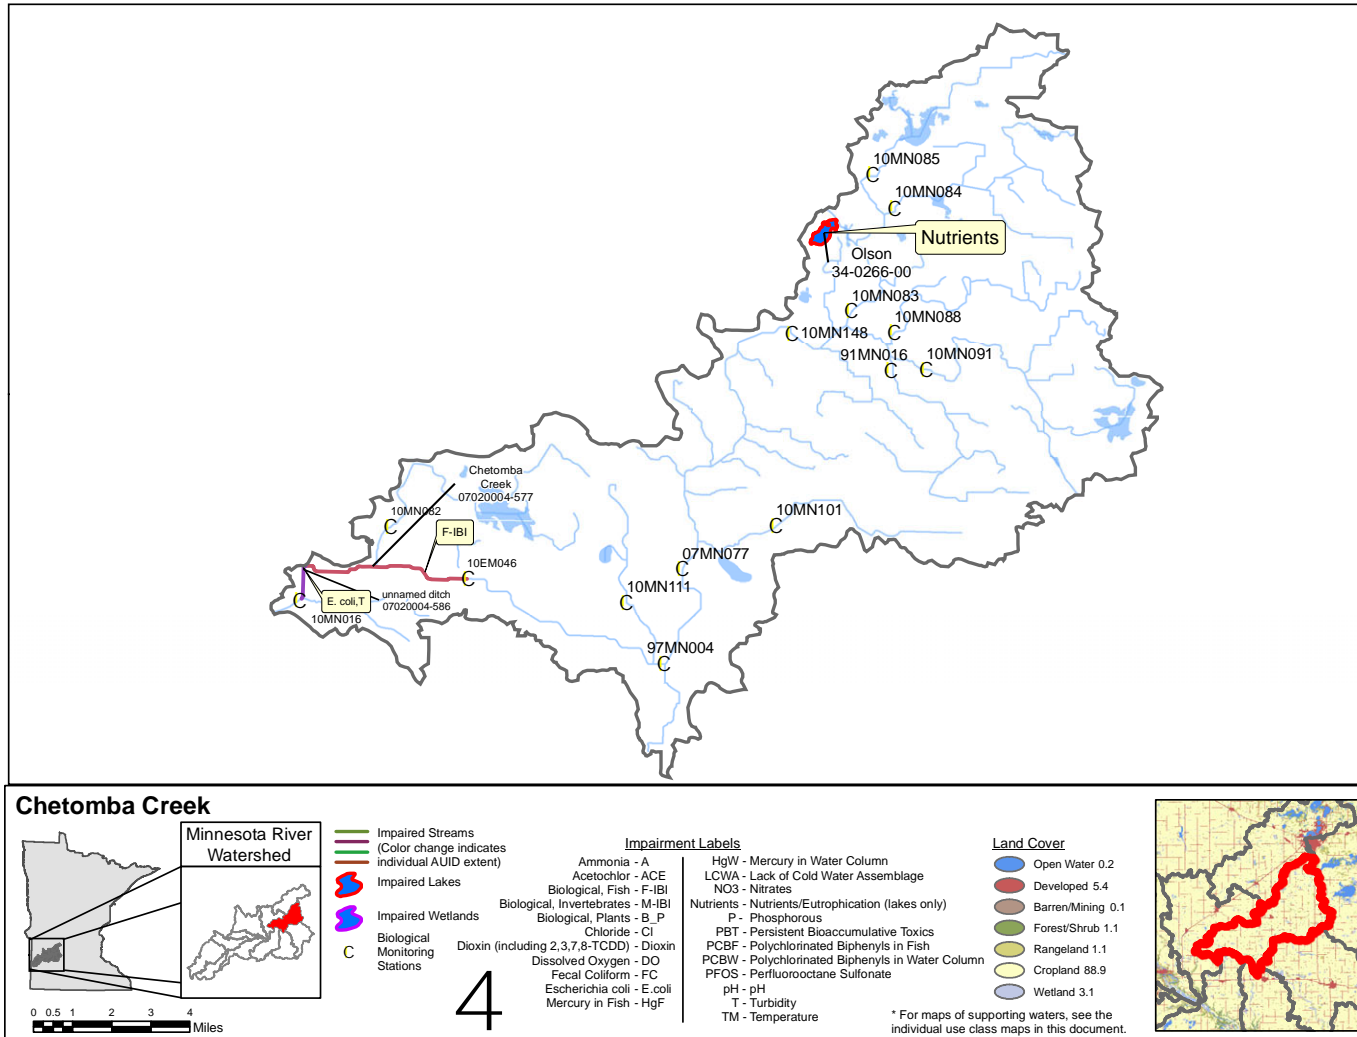 10MN085
C
10MN084
C
Nutrients
Olson
34-0266-00
10MN083
C
10MN088
C
C 10MN148
91MN016
C
10MN091
C
Chetomba
Creek
07020004-577
10MN082
C
F-IBI
10MN101
C
07MN077
C
10EM046
C
E. coli,T
unnamed ditch
07020004-586
C
10MN016
10MN111
C
97MN004
C
Chetomba Creek
Minnesota River
Watershed
0 0.5 1 2 3 4
Miles
Impaired Streams
(Color change indicates
individual AUID extent)
Impaired Lakes
Impaired Wetlands
C
Biological
Monitoring
Stations
4
Impairment Labels
Ammonia - A
Acetochlor - ACE
Biological, Fish - F-IBI
Biological, Invertebrates - M-IBI
Biological, Plants - B_P
Chloride - Cl
Dioxin (including 2,3,7,8-TCDD) - Dioxin
Dissolved Oxygen - DO
Fecal Coliform - FC
Escherichia coli - E.coli
Mercury in Fish - HgF
HgW - Mercury in Water Column
LCWA - Lack of Cold Water Assemblage
NO3 - Nitrates
Nutrients - Nutrients/Eutrophication (lakes only)
P - Phosphorous
PBT - Persistent Bioaccumulative Toxics
PCBF - Polychlorinated Biphenyls in Fish
PCBW - Polychlorinated Biphenyls in Water Column
PFOS - Perfluorooctane Sulfonate
pH - pH
T - Turbidity
TM - Temperature
Land Cover
Open Water 0.2
Developed 5.4
Barren/Mining 0.1
Forest/Shrub 1.1
Rangeland 1.1
Cropland 88.9
Wetland 3.1
* For maps of supporting waters, see the
individual use class maps in this document.